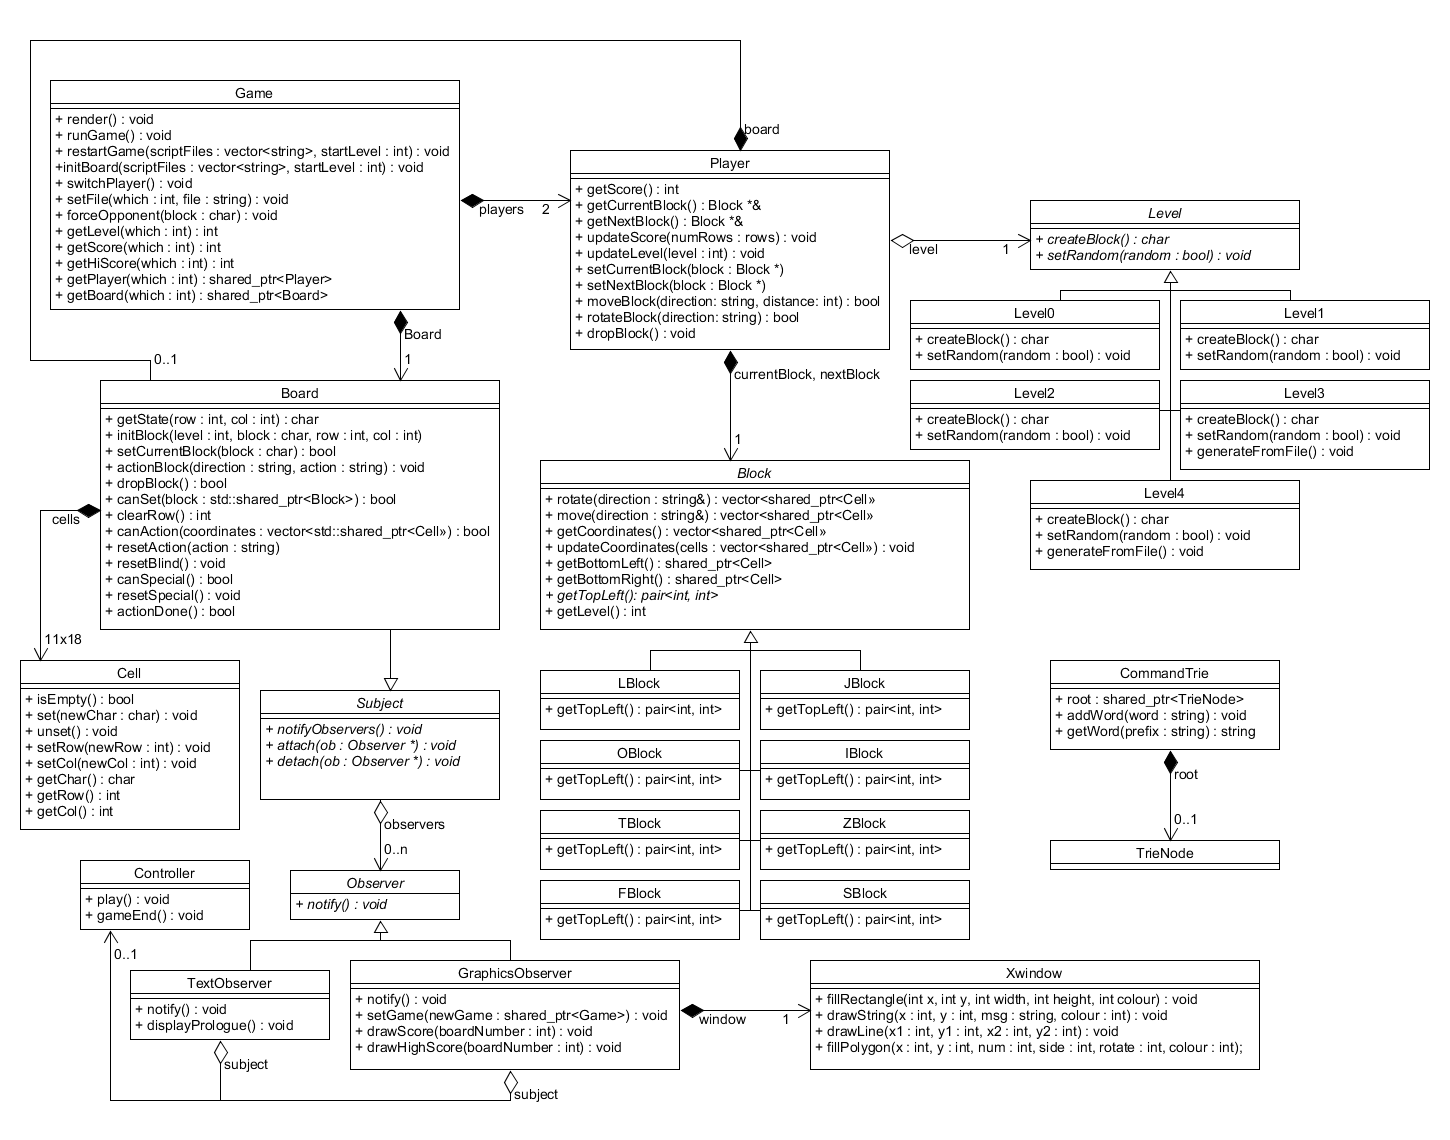 Game
+ render() : void
+ runGame() : void
+ restartGame(scriptFiles : vector<string>, startLevel : int) : void
+initBoard(scriptFiles : vector<string>, startLevel : int) : void
+ switchPlayer() : void
+ setFile(which : int, file : string) : void
+ forceOpponent(block : char) : void
+ getLevel(which : int) : int
+ getScore(which : int) : int
+ getHiScore(which : int) : int
+ getPlayer(which : int) : shared_ptr<Player>
+ getBoard(which : int) : shared_ptr<Board>
players
2
Board
1
board
0..1
Player
+ getScore() : int
+ getCurrentBlock() : Block *&
+ getNextBlock() : Block *&
+ updateScore(numRows : rows) : void
+ updateLevel(level : int) : void
+ setCurrentBlock(block : Block *)
+ setNextBlock(block : Block *)
+ moveBlock(direction: string, distance: int) : bool
+ rotateBlock(direction: string) : bool
+ dropBlock() : void
level
1
currentBlock, nextBlock
1
Level
+ createBlock() : char
+ setRandom(random : bool) : void
Level0
+ createBlock() : char
+ setRandom(random : bool) : void
Level1
+ createBlock() : char
+ setRandom(random : bool) : void
Level2
+ createBlock() : char
+ setRandom(random : bool) : void
Level3
+ createBlock() : char
+ setRandom(random : bool) : void
+ generateFromFile() : void
Level4
+ createBlock() : char
+ setRandom(random : bool) : void
+ generateFromFile() : void
Board
+ getState(row : int, col : int) : char
+ initBlock(level : int, block : char, row : int, col : int)
+ setCurrentBlock(block : char) : bool
+ actionBlock(direction : string, action : string) : void
+ dropBlock() : bool
+ canSet(block : std::shared_ptr<Block>) : bool
+ clearRow() : int
+ canAction(coordinates : vector<std::shared_ptr<Cell») : bool
+ resetAction(action : string)
+ resetBlind() : void
+ canSpecial() : bool
+ resetSpecial() : void
+ actionDone() : bool
cells
11x18
Block
+ rotate(direction : string&) : vector<shared_ptr<Cell»
+ move(direction : string&) : vector<shared_ptr<Cell»
+ getCoordinates() : vector<shared_ptr<Cell»
+ updateCoordinates(cells : vector<shared_ptr<Cell») : void
+ getBottomLeft() : shared_ptr<Cell>
+ getBottomRight() : shared_ptr<Cell>
+ getTopLeft(): pair<int, int>
+ getLevel() : int
Cell
+ isEmpty() : bool
+ set(newChar : char) : void
+ unset() : void
+ setRow(newRow : int) : void
+ setCol(newCol : int) : void
+ getChar() : char
+ getRow() : int
+ getCol() : int
Subject
+ notifyObservers() : void
+ attach(ob : Observer *) : void
+ detach(ob : Observer *) : void
observers
0..n
LBlock
+ getTopLeft() : pair<int, int>
JBlock
+ getTopLeft() : pair<int, int>
OBlock
+ getTopLeft() : pair<int, int>
IBlock
+ getTopLeft() : pair<int, int>
TBlock
+ getTopLeft() : pair<int, int>
ZBlock
+ getTopLeft() : pair<int, int>
FBlock
+ getTopLeft() : pair<int, int>
SBlock
+ getTopLeft() : pair<int, int>
CommandTrie
+ root : shared_ptr<TrieNode>
+ addWord(word : string) : void
+ getWord(prefix : string) : string
root
0..1
TrieNode
Controller
+ play() : void
+ gameEnd() : void
0..1
Observer
+ notify() : void
TextObserver
+ notify() : void
+ displayPrologue() : void
subject
GraphicsObserver
+ notify() : void
+ setGame(newGame : shared_ptr<Game>) : void
+ drawScore(boardNumber : int) : void
+ drawHighScore(boardNumber : int) : void
subject
window
1
Xwindow
+ fillRectangle(int x, int y, int width, int height, int colour) : void
+ drawString(x : int, y : int, msg : string, colour : int) : void
+ drawLine(x1 : int, y1 : int, x2 : int, y2 : int) : void
+ fillPolygon(x : int, y : int, num : int, side : int, rotate : int, colour : int);